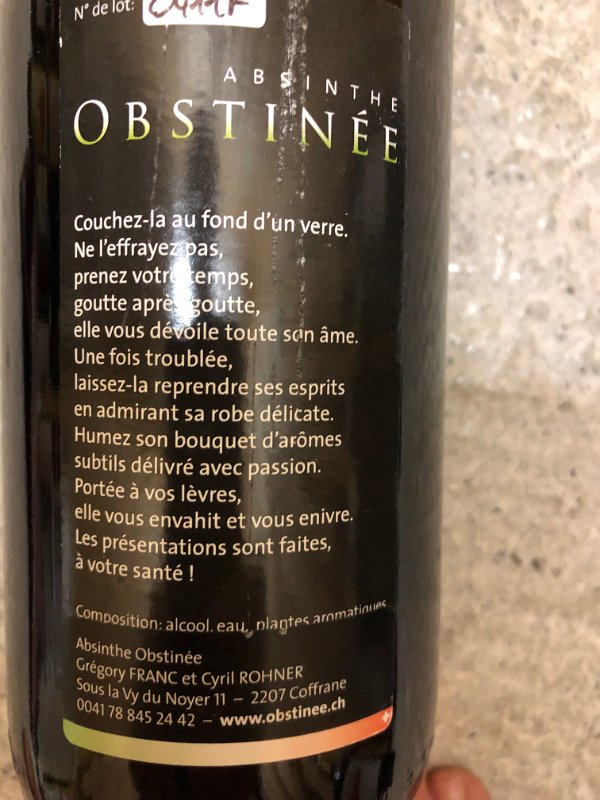 N° de lot:
ABSINTHE
OBSTINÉE
Couchez-la au fond d'un verre.
Ne l'effrayez pas,
prenez votre temps,
goutte après goutte,
elle vous dévoile toute son âme.
Une fois troublée,
laissez-la reprendre ses esprits
en admirant sa robe délicate.
Humez son bouquet d'arômes
subtils délivré avec passion.
Portée à vos lèvres,
elle vous envahit et vous enivre.
Les présentations sont faites,
à votre santé !
Composition: alcool, eau, plantes aromatiques
Absinthe Obstinée
Grégory FRANC et Cyril ROHNER
Sous la Vy du Noyer 11 – 2207 Coffrane
0041 78 845 24 42 – www.obstinee.ch